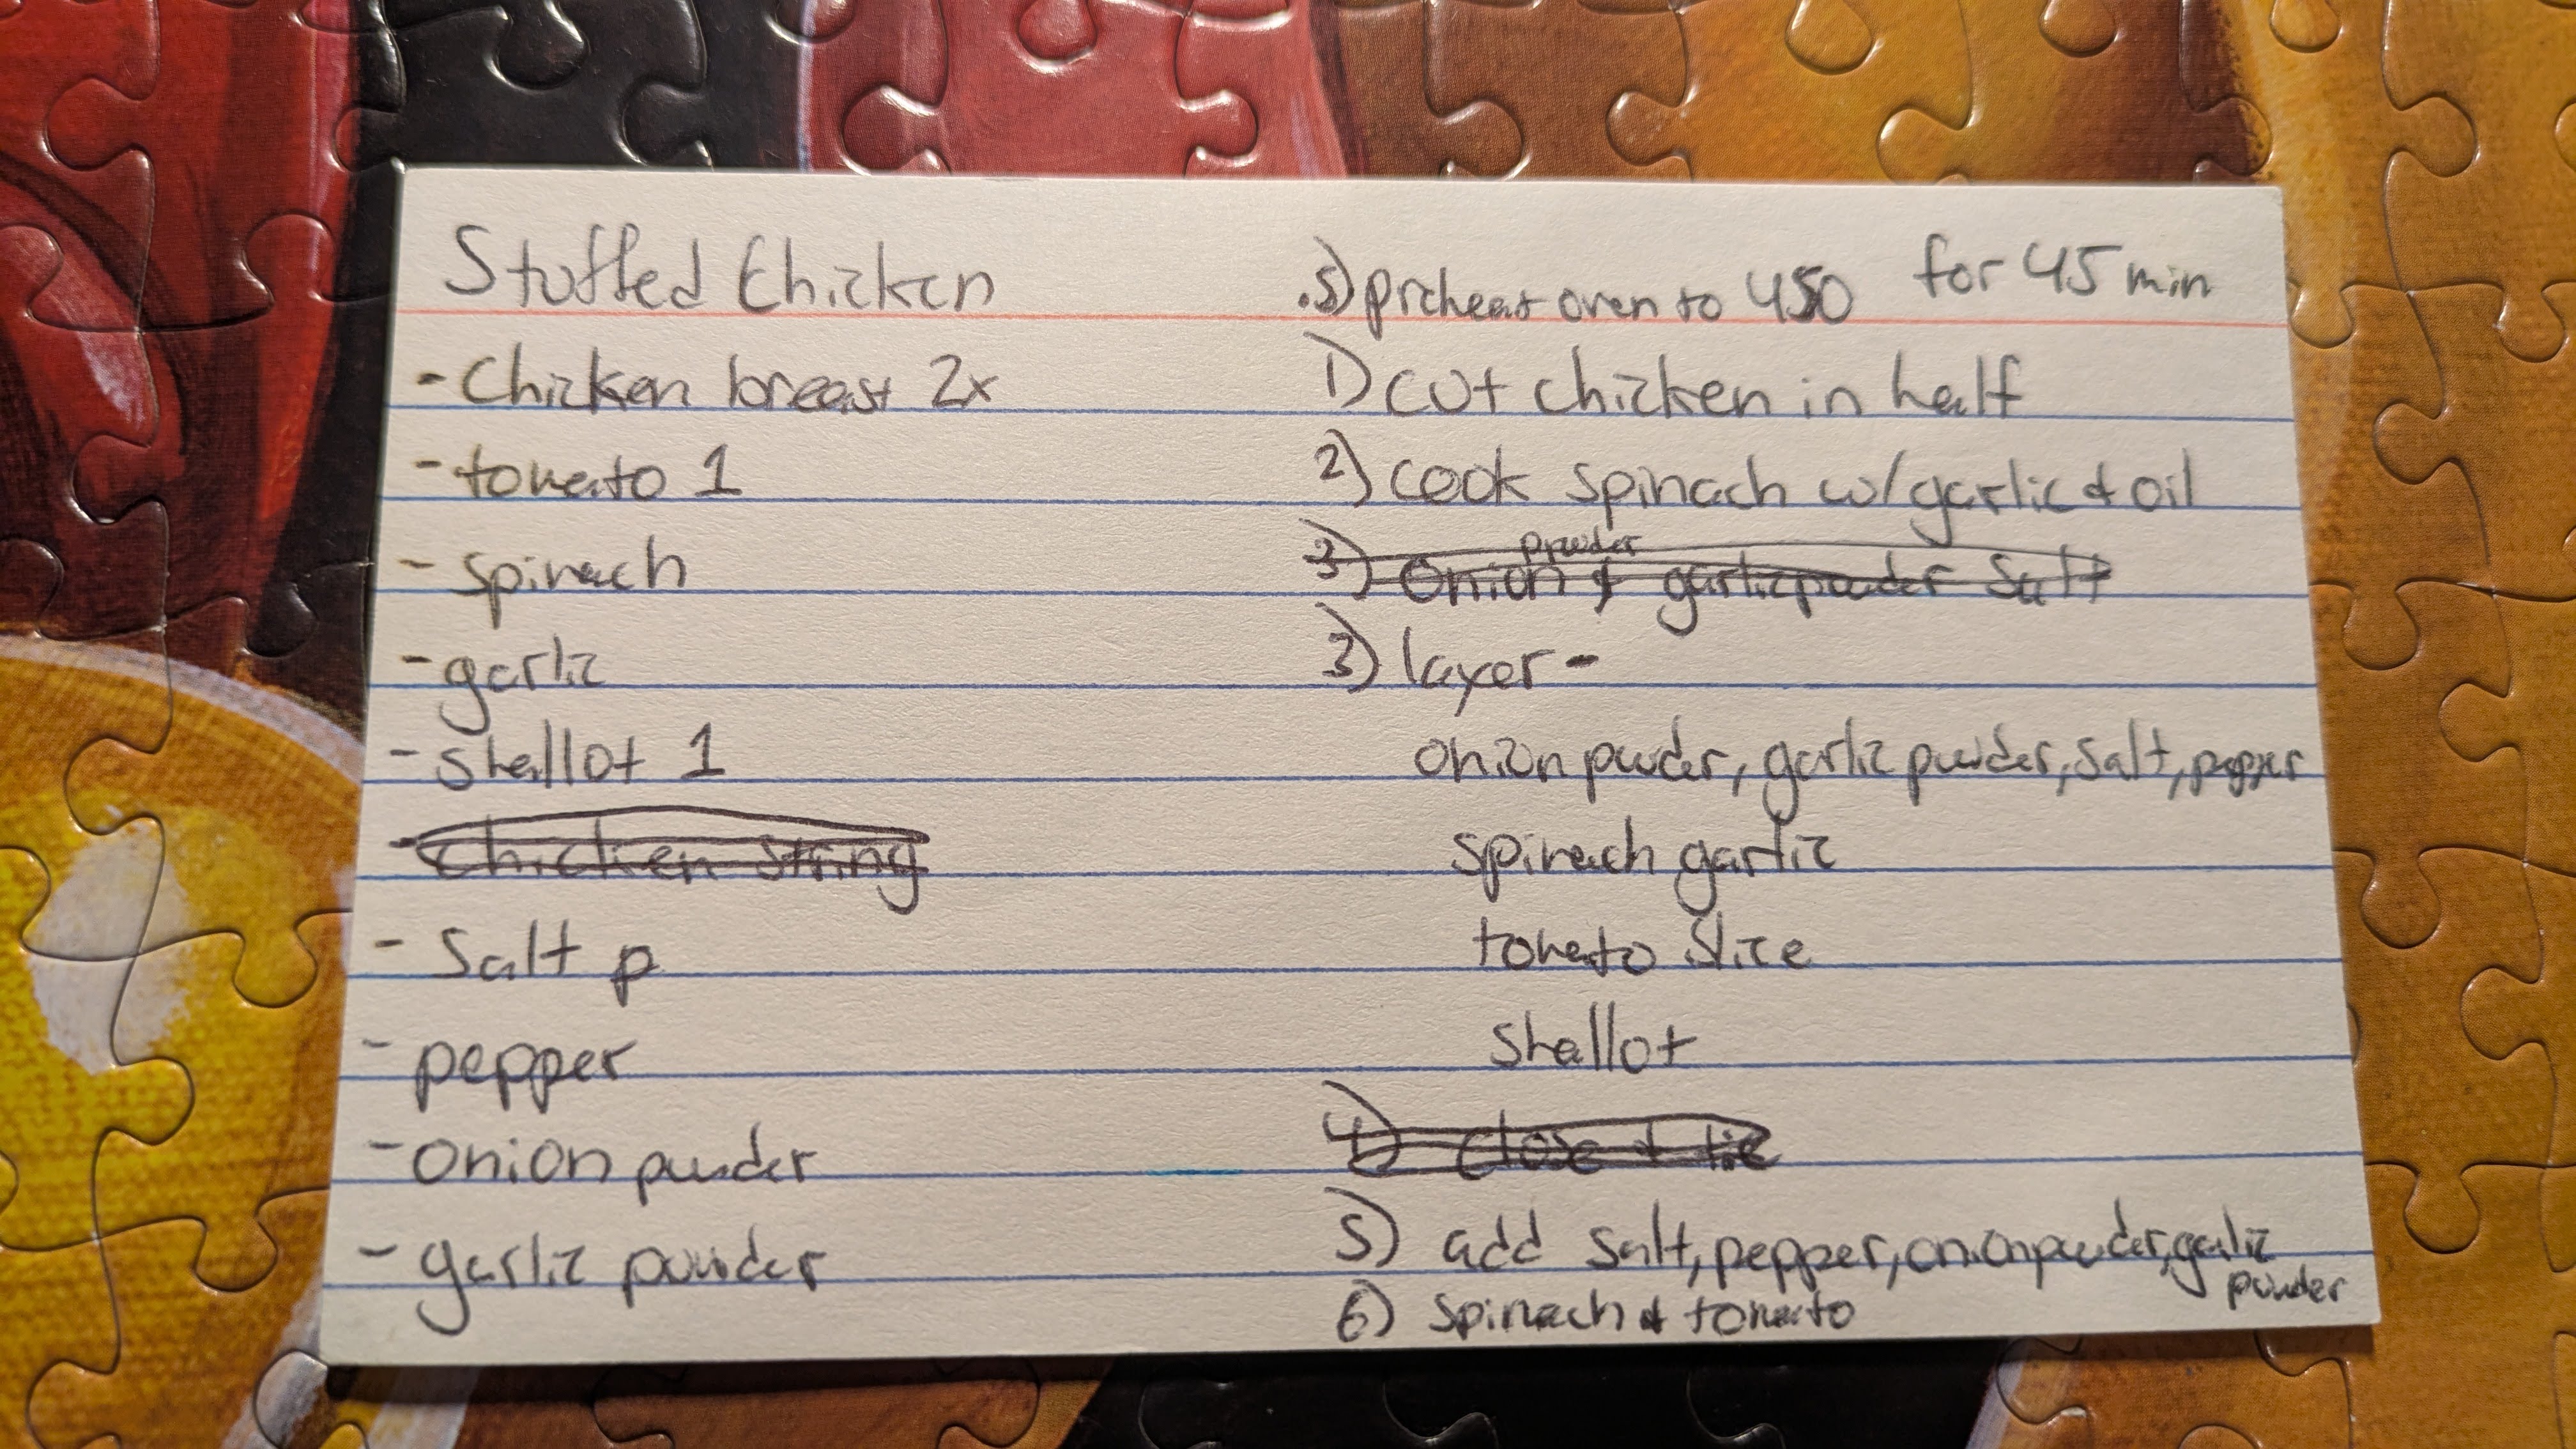 Stuffed Chicken
- Chicken breast 2x
- tomato 1
- spinach
- garlic
- shallot 1
- chicken string
- Salt p
- pepper
- onion powder
- garlic powder
.5) preheat oven to 450 for 45 min
1) cut chicken in half
2) cook spinach w/garlic & oil
powder
3) onion & garlic powder salt
3) layer -
onion powder, garlic powder, salt, pepper
spinach garlic
tomato slice
shallot
4) close & tie
5) add salt, pepper, onion powder, garlic
powder
6) spinach & tomato